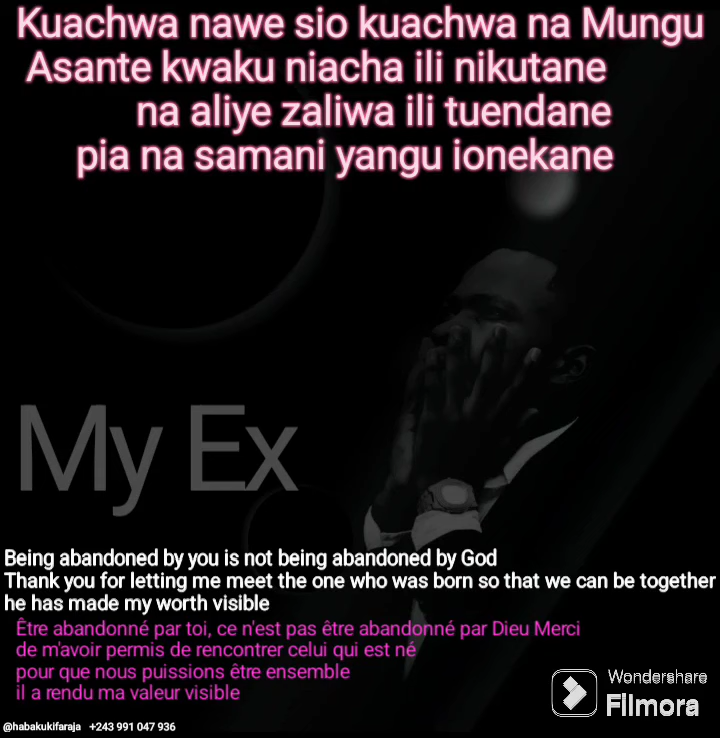 Kuachwa nawe sio kuachwa na Mungu
Asante kwaku niacha ili nikutane
na aliye zaliwa ili tuendane
pia na samani yangu ionekane
My Ex
Being abandoned by you is not being abandoned by God
Thank you for letting me meet the one who was born so that we can be together
he has made my worth visible
Être abandonné par toi, ce n'est pas être abandonné par Dieu Merci
de m'avoir permis de rencontrer celui qui est né
pour que nous puissions être ensemble
il a rendu ma valeur visible
Wondershare
Filmora
@habakukifaraja +243 991 047 936